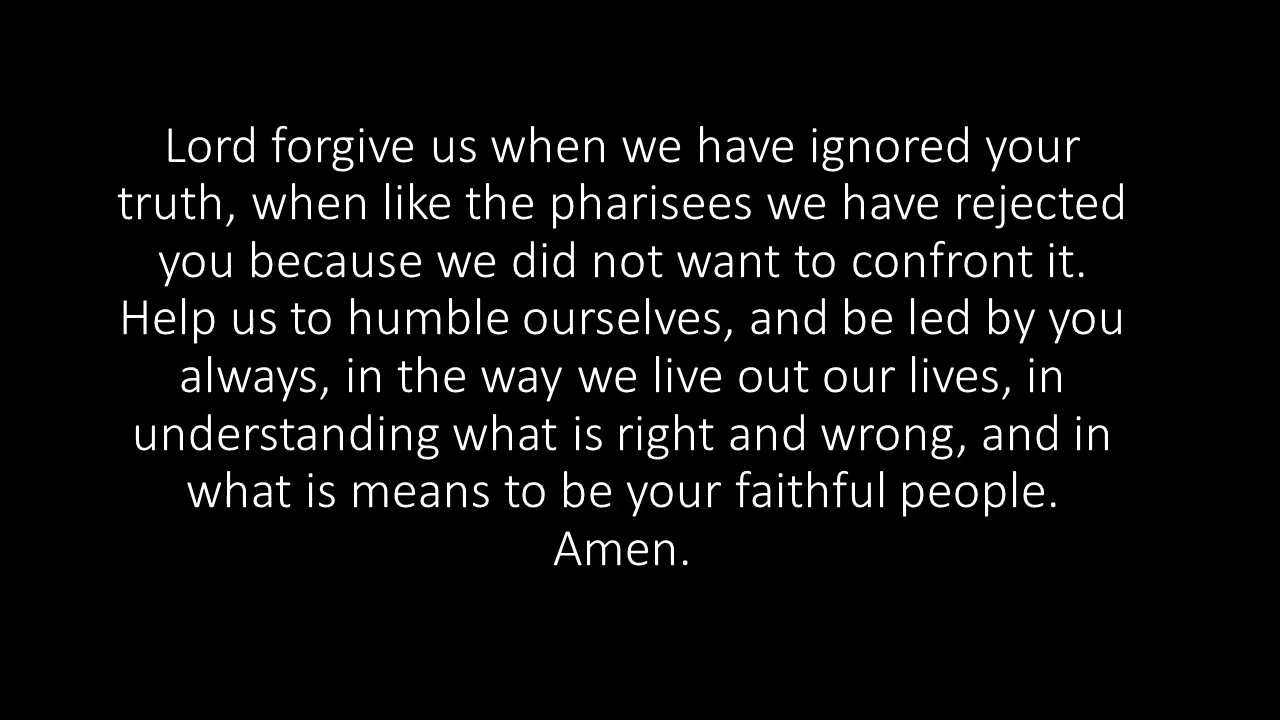 Lord forgive us when we have ignored your
truth, when like the pharisees we have rejected
you because we did not want to confront it.
Help us to humble ourselves, and be led by you
always, in the way we live out our lives, in
understanding what is right and wrong, and in
what is means to be your faithful people.
Amen.